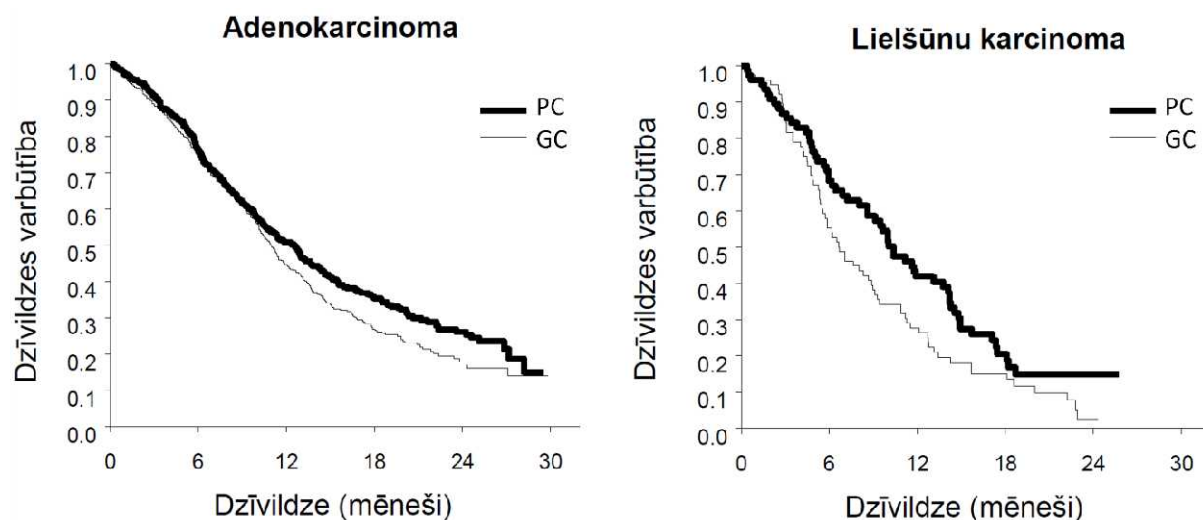 Adenokarcinoma
Dzīvildzes varbūtība
1.0
0.9
0.8
0.7
0.6
0.5
0.4
0.3
0.2
0.1
0.0
PC
GC
0 6 12 18 24 30
Dzīvildze (mēneši)
Lielšūnu karcinoma
Dzīvildzes varbūtība
1.0
0.9
0.8
0.7
0.6
0.5
0.4
0.3
0.2
0.1
0.0
PC
GC
0 6 12 18 24 30
Dzīvildze (mēneši)